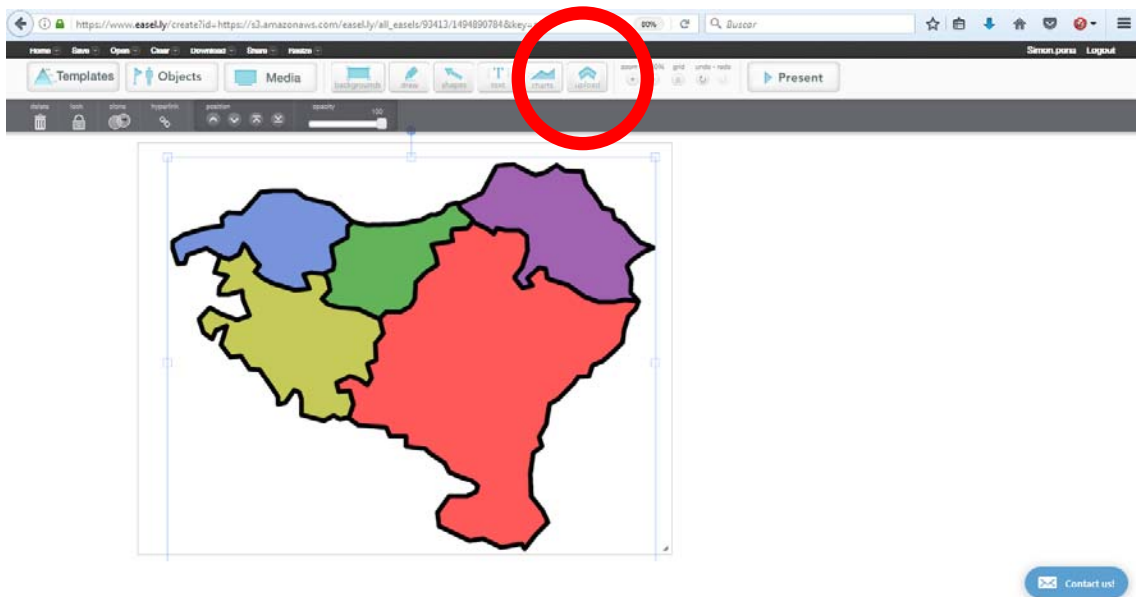 https://www.easel.ly/create?id=https://s3.amazonaws.com/easel.ly/all_easels/93413/1494890784&key=
80%
Buscar
Home Save Open Clear Download Share Resize
Simon.pona Logout
Templates Objects Media backgrounds draw shapes text charts upload zoom grid undo - redo Present
delete lock clone hyperlink position opacity
100
Contact us!